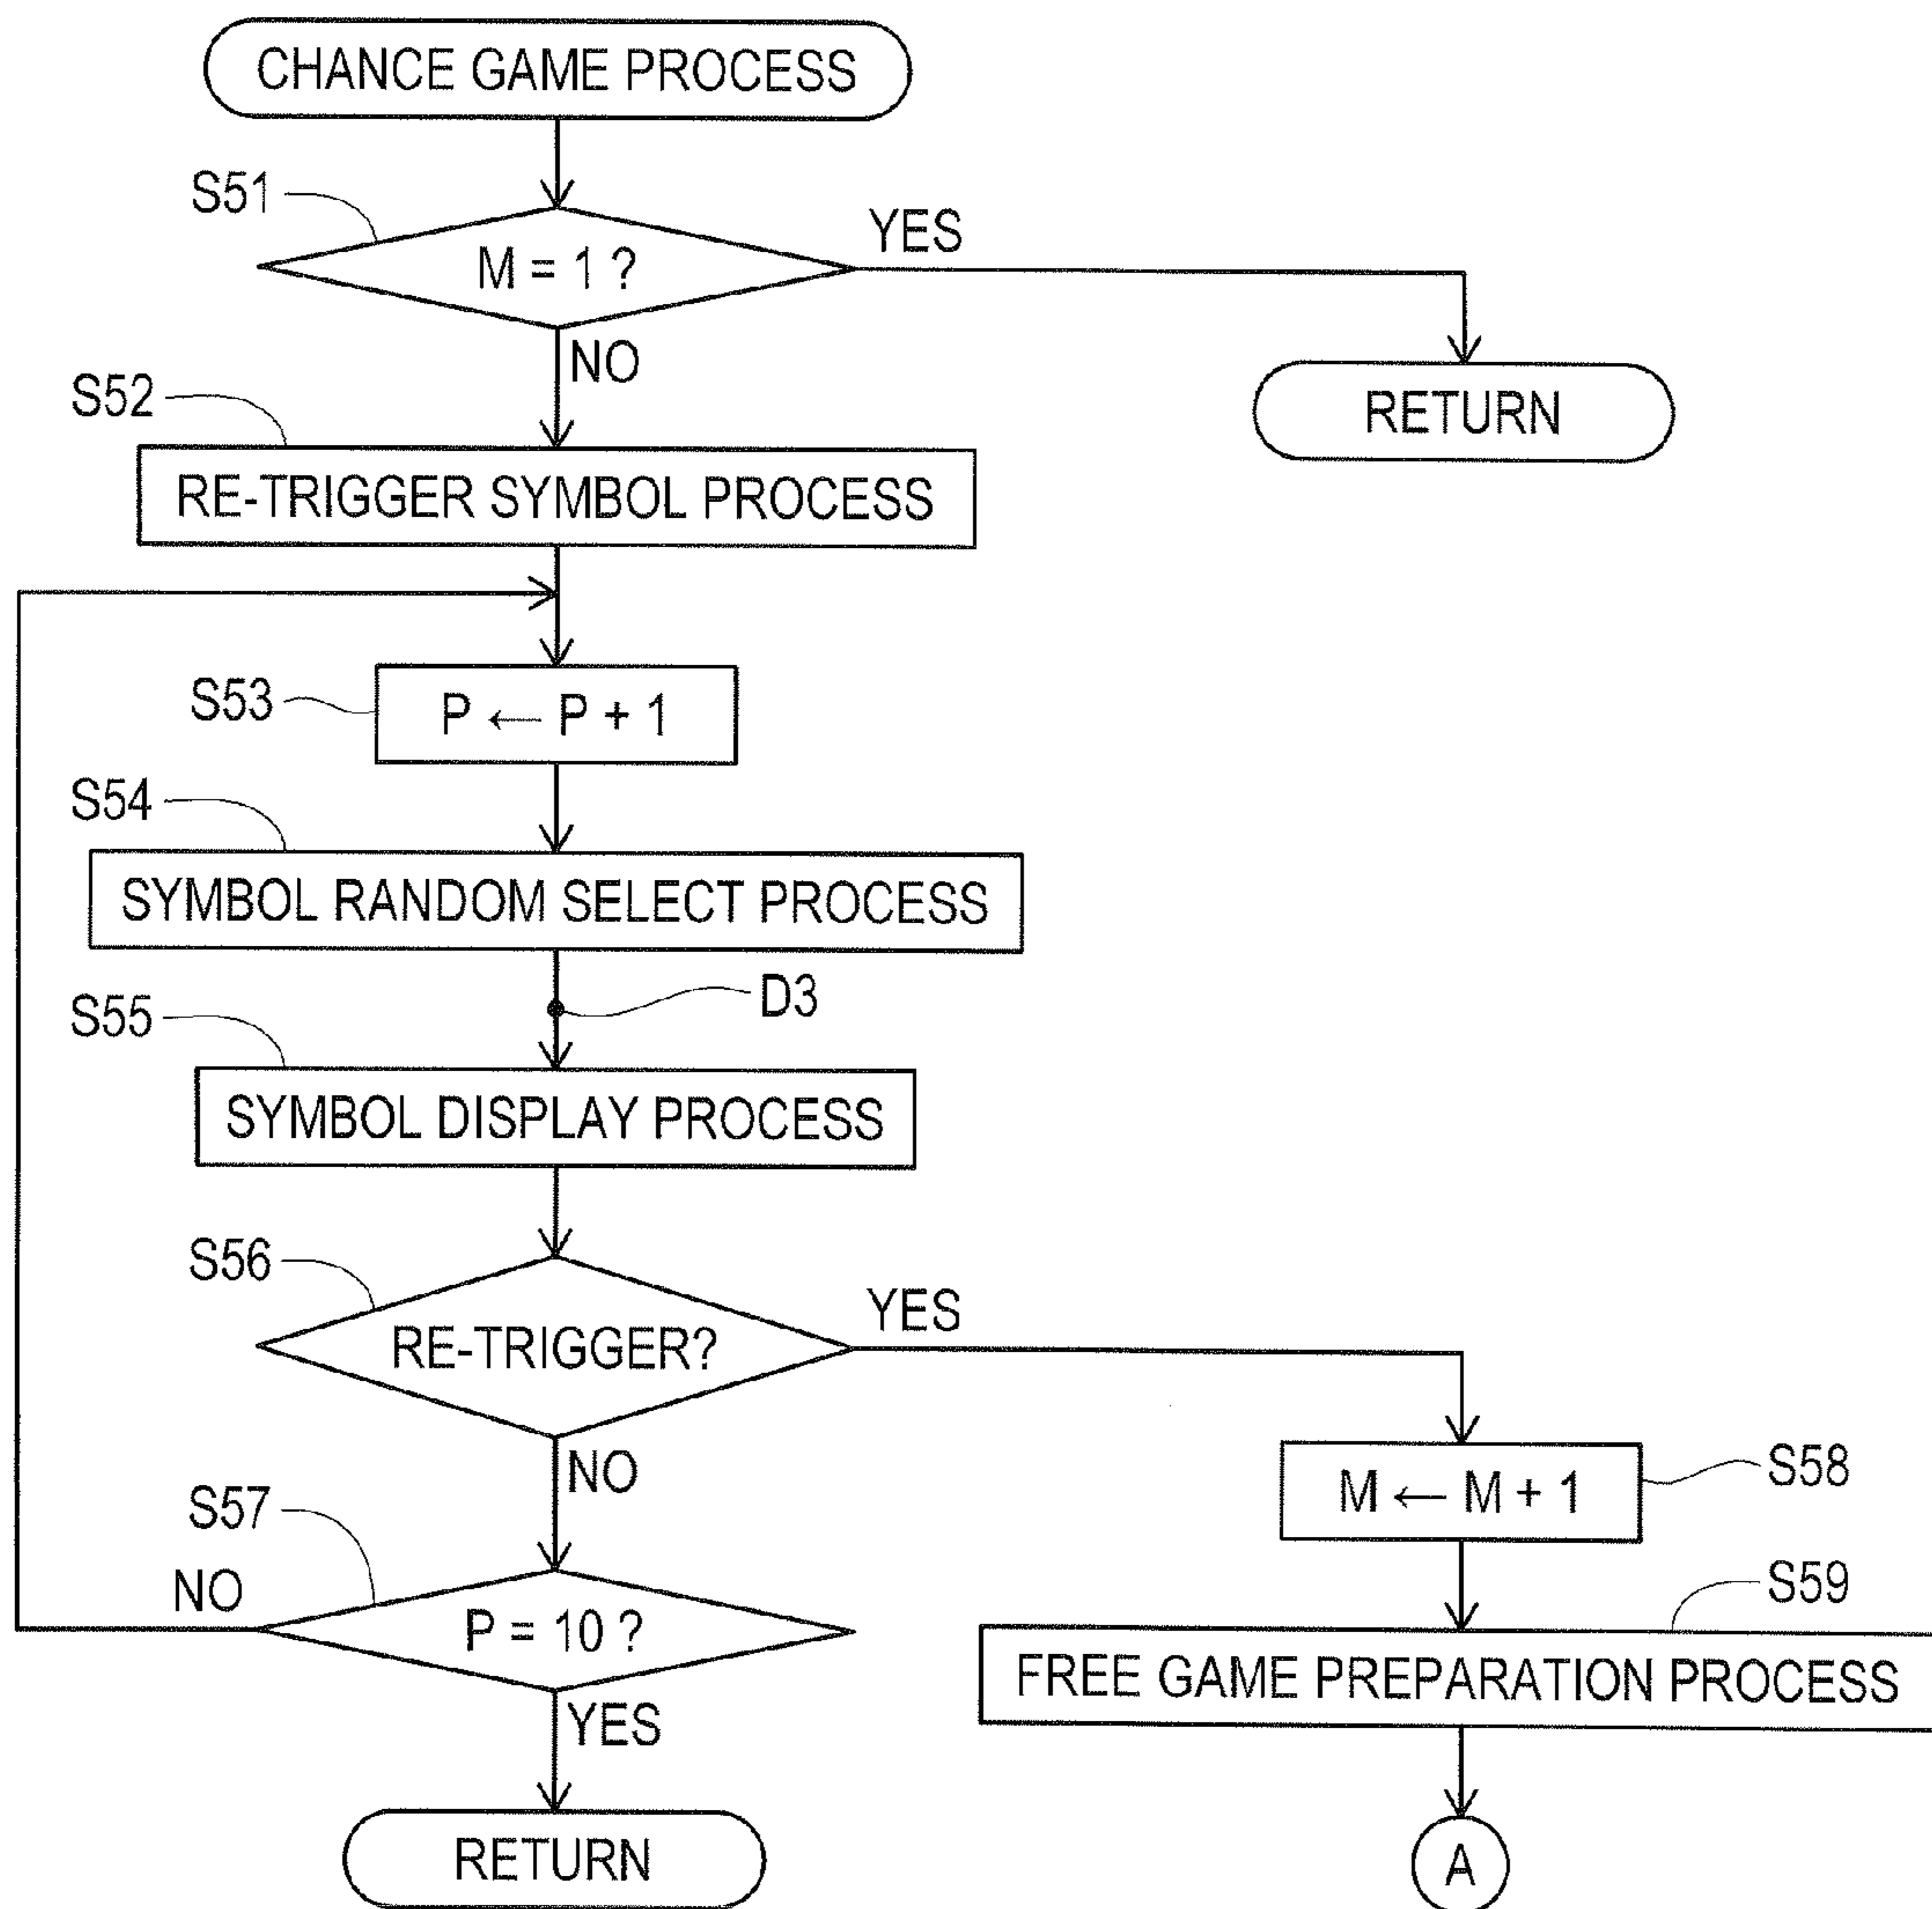 CHANCE GAME PROCESS
S51
M = 1 ?
YES
NO
RETURN
S52
RE-TRIGGER SYMBOL PROCESS
S53
P ← P + 1
S54
SYMBOL RANDOM SELECT PROCESS
D3
S55
SYMBOL DISPLAY PROCESS
S56
RE-TRIGGER?
YES
NO
S58
M ← M + 1
S57
P = 10 ?
NO
YES
S59
FREE GAME PREPARATION PROCESS
RETURN
A